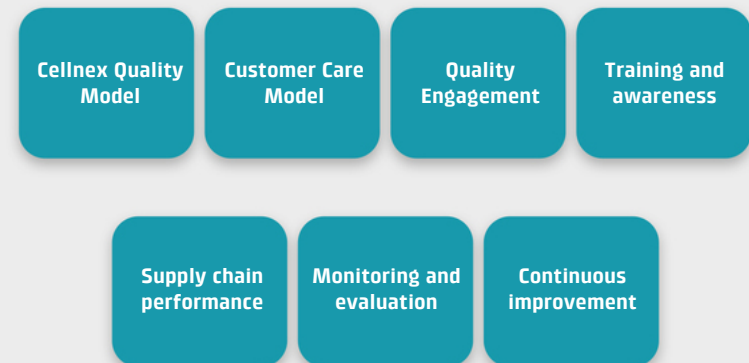 Cellnex Quality
Model
Customer Care
Model
Quality
Engagement
Training and
awareness
Supply chain
performance
Monitoring and
evaluation
Continuous
improvement